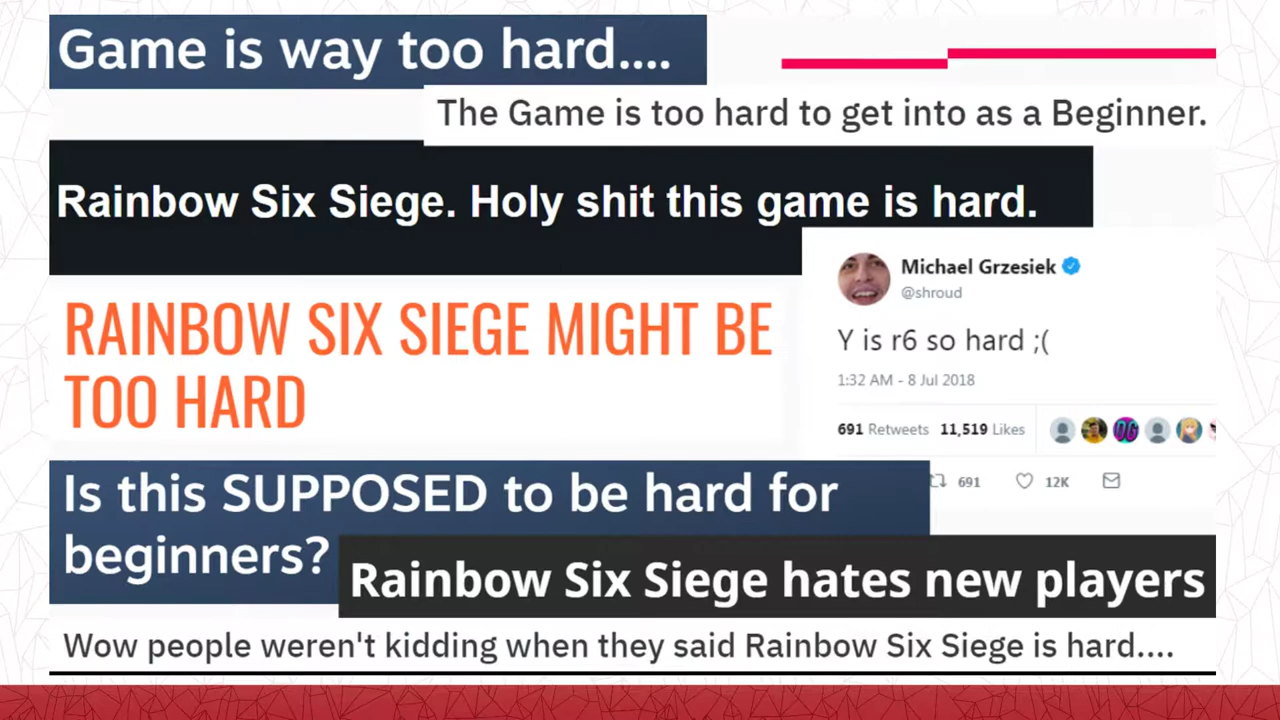 Game is way too hard....
The Game is too hard to get into as a Beginner.
Rainbow Six Siege. Holy shit this game is hard.
Michael Grzesiek
@shroud
Y is r6 so hard ;(
1:32 AM - 8 Jul 2018
691 Retweets 11,519 Likes
691 12K
RAINBOW SIX SIEGE MIGHT BE
TOO HARD
Is this SUPPOSED to be hard for
beginners?
Rainbow Six Siege hates new players
Wow people weren't kidding when they said Rainbow Six Siege is hard....